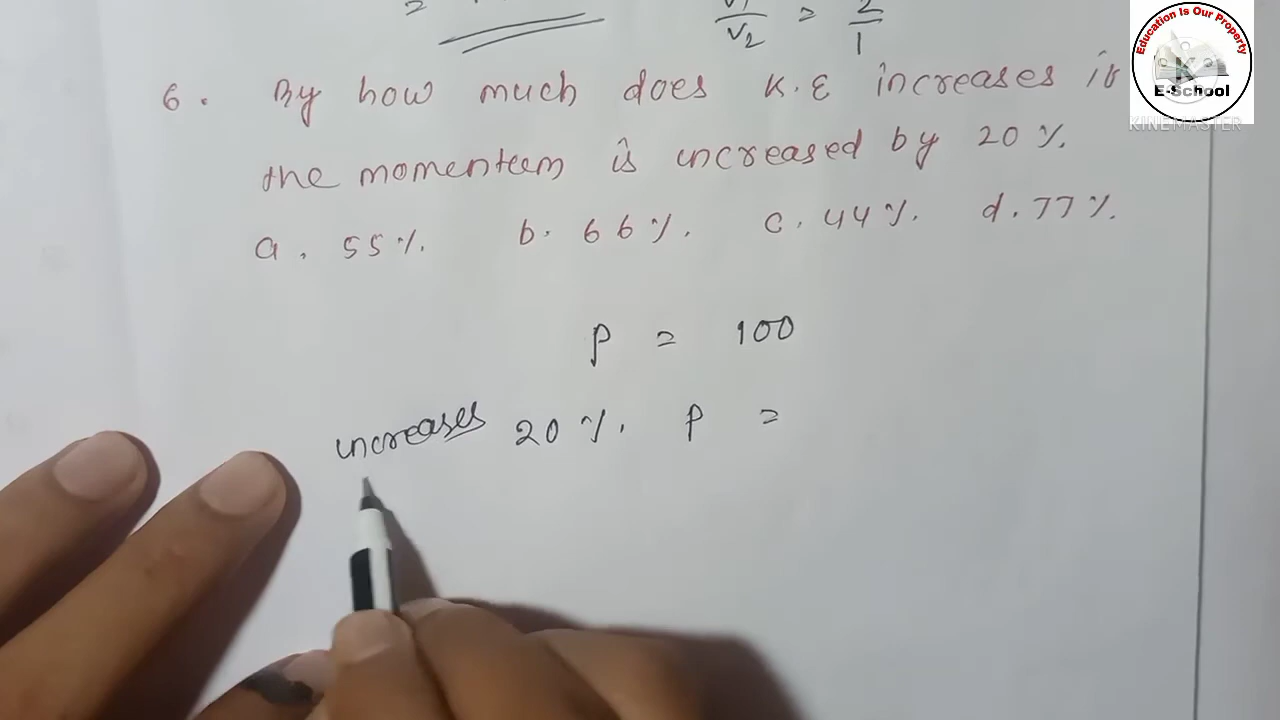 =
V2 = 2/1
6. By how much does K.E increases if
the momentum is increased by 20%.
a. 55% b. 66% c. 44% d. 77%
P = 100
increases 20% P =
Education Is Our Property
K
E-School
KINEMASTER